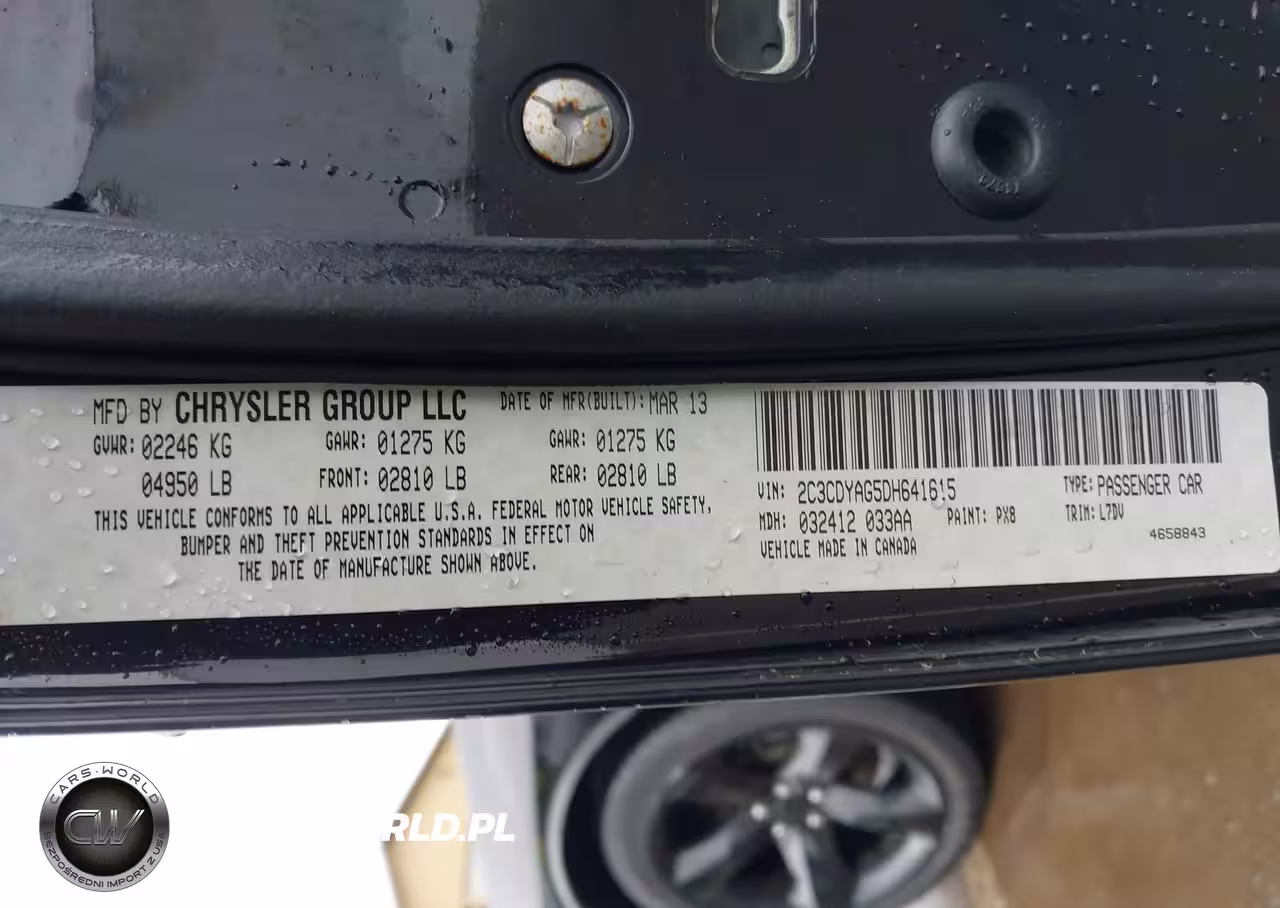 MFD BY CHRYSLER GROUP LLC DATE OF MFR(BUILT): MAR 13
GVWR: 02246 KG GAWR: 01275 KG GAWR: 01275 KG
04950 LB FRONT: 02810 LB REAR: 02810 LB
THIS VEHICLE CONFORMS TO ALL APPLICABLE U.S.A. FEDERAL MOTOR VEHICLE SAFETY,
BUMPER AND THEFT PREVENTION STANDARDS IN EFFECT ON
THE DATE OF MANUFACTURE SHOWN ABOVE.
VIN: 2C3CDYAG5DH641615 TYPE: PASSENGER CAR
MDH: 032412 033AA PAINT: PX8 TRIM: L7DV
VEHICLE MADE IN CANADA 4658843
CARS-WORLD
CW
BEZPOŚREDNI IMPORT Z USA
RLD.PL